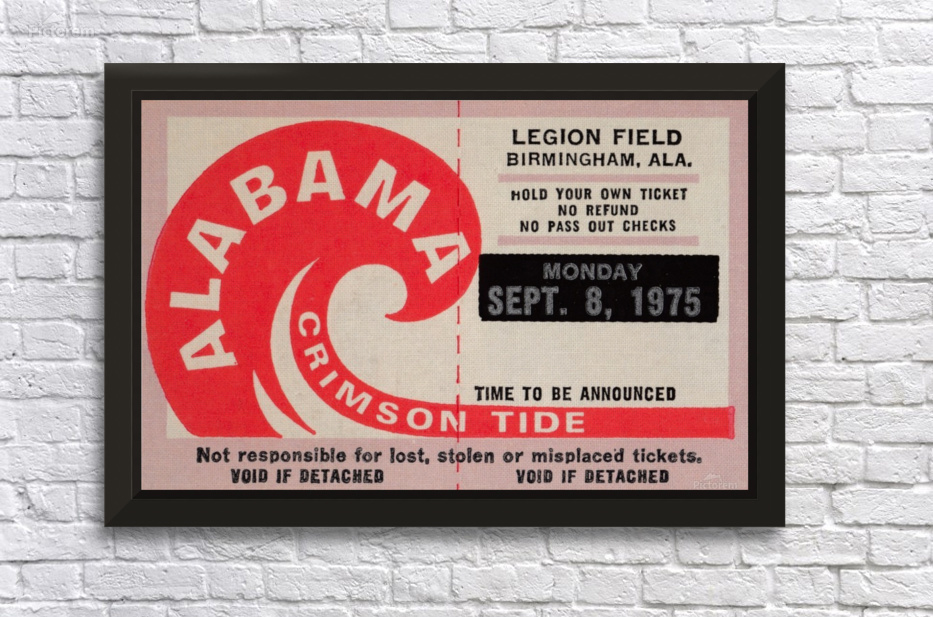 Pictoram
ALABAMA
CRIMSON TIDE
LEGION FIELD
BIRMINGHAM, ALA.
HOLD YOUR OWN TICKET
NO REFUND
NO PASS OUT CHECKS
MONDAY
SEPT. 8, 1975
TIME TO BE ANNOUNCED
Not responsible for lost, stolen or misplaced tickets.
VOID IF DETACHED
VOID IF DETACHED
Pictoram